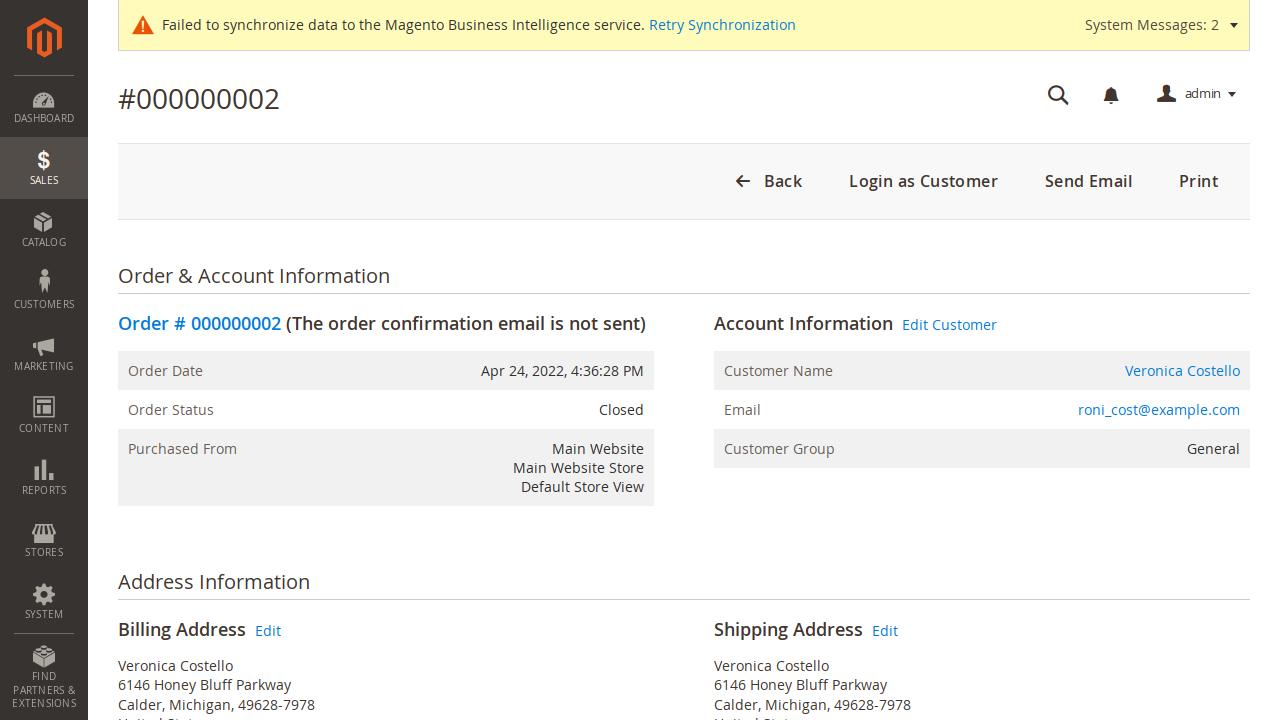 Failed to synchronize data to the Magento Business Intelligence service. Retry Synchronization
System Messages: 2
#000000002
admin
DASHBOARD
SALES
CATALOG
CUSTOMERS
MARKETING
CONTENT
REPORTS
STORES
SYSTEM
FIND
PARTNERS &
EXTENSIONS
Back
Login as Customer
Send Email
Print
Order & Account Information
Order # 000000002 (The order confirmation email is not sent)
Order Date Apr 24, 2022, 4:36:28 PM
Order Status Closed
Purchased From Main Website
Main Website Store
Default Store View
Account Information Edit Customer
Customer Name Veronica Costello
Email roni_cost@example.com
Customer Group General
Address Information
Billing Address Edit
Veronica Costello
6146 Honey Bluff Parkway
Calder, Michigan, 49628-7978
Shipping Address Edit
Veronica Costello
6146 Honey Bluff Parkway
Calder, Michigan, 49628-7978